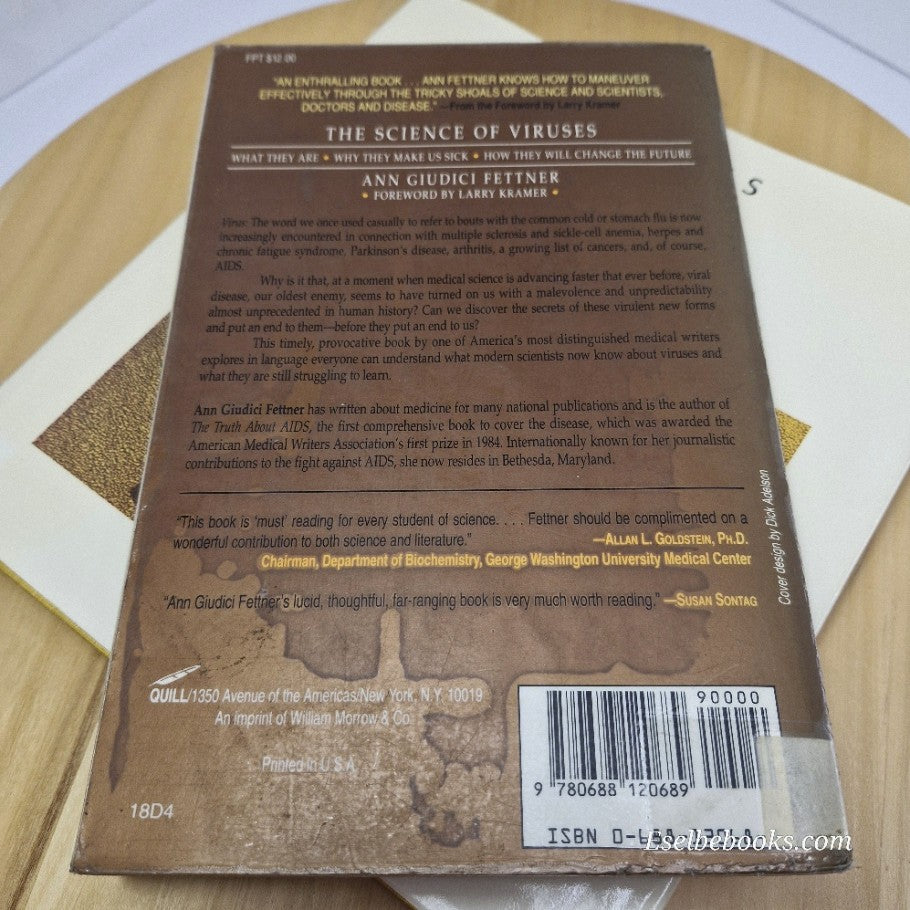 FPT $12.00
"AN ENTHRALLING BOOK . . . ANN FETTNER KNOWS HOW TO MANEUVER
EFFECTIVELY THROUGH THE TRICKY SHOALS OF SCIENCE AND SCIENTISTS,
DOCTORS AND DISEASE." –From the Foreword by Larry Kramer
THE SCIENCE OF VIRUSES
WHAT THEY ARE • WHY THEY MAKE US SICK • HOW THEY WILL CHANGE THE FUTURE
ANN GIUDICI FETTNER
• FOREWORD BY LARRY KRAMER •
Virus: The word we once used casually to refer to bouts with the common cold or stomach flu is now
increasingly encountered in connection with multiple sclerosis and sickle-cell anemia, herpes and
chronic fatigue syndrome, Parkinson's disease, arthritis, a growing list of cancers, and, of course,
AIDS.
Why is it that, at a moment when medical science is advancing faster that ever before, viral
disease, our oldest enemy, seems to have turned on us with a malevolence and unpredictability
almost unprecedented in human history? Can we discover the secrets of these virulent new forms
and put an end to them—before they put an end to us?
This timely, provocative book by one of America's most distinguished medical writers
explores in language everyone can understand what modern scientists now know about viruses and
what they are still struggling to learn.
Ann Giudici Fettner has written about medicine for many national publications and is the author of
The Truth About AIDS, the first comprehensive book to cover the disease, which was awarded the
American Medical Writers Association's first prize in 1984. Internationally known for her journalistic
contributions to the fight against AIDS, she now resides in Bethesda, Maryland.
"This book is 'must' reading for every student of science. . . . Fettner should be complimented on a
wonderful contribution to both science and literature." —ALLAN L. GOLDSTEIN, PH.D.
Chairman, Department of Biochemistry, George Washington University Medical Center
"Ann Giudici Fettner's lucid, thoughtful, far-ranging book is very much worth reading." —SUSAN SONTAG
Cover design by Dick Adelson
QUILL/1350 Avenue of the Americas/New York, N.Y. 10019
An imprint of William Morrow & Co.
Printed in U.S.A.
18D4
90000
9 780688 120689
ISBN 0-688-
Eselbebooks.com
S